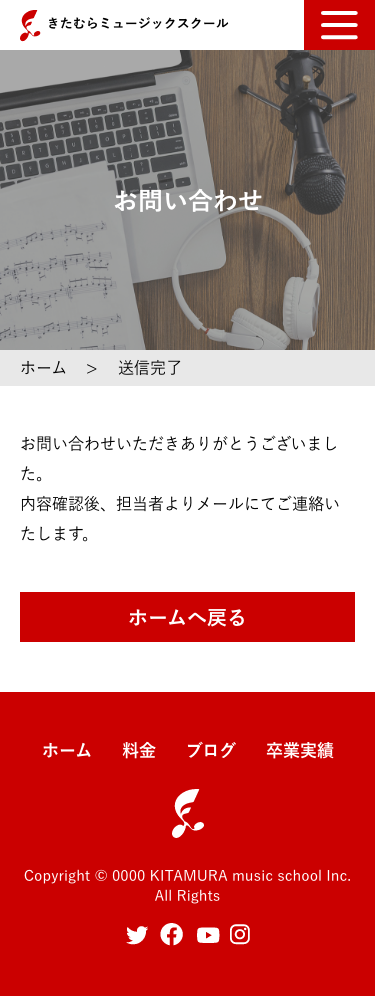 きたむらミュージックスクール
お問い合わせ
ホーム > 送信完了
お問い合わせいただきありがとうございまし
た。
内容確認後、担当者よりメールにてご連絡い
たします。
ホームへ戻る
ホーム 料金 ブログ 卒業実績
Copyright © 0000 KITAMURA music school Inc.
All Rights